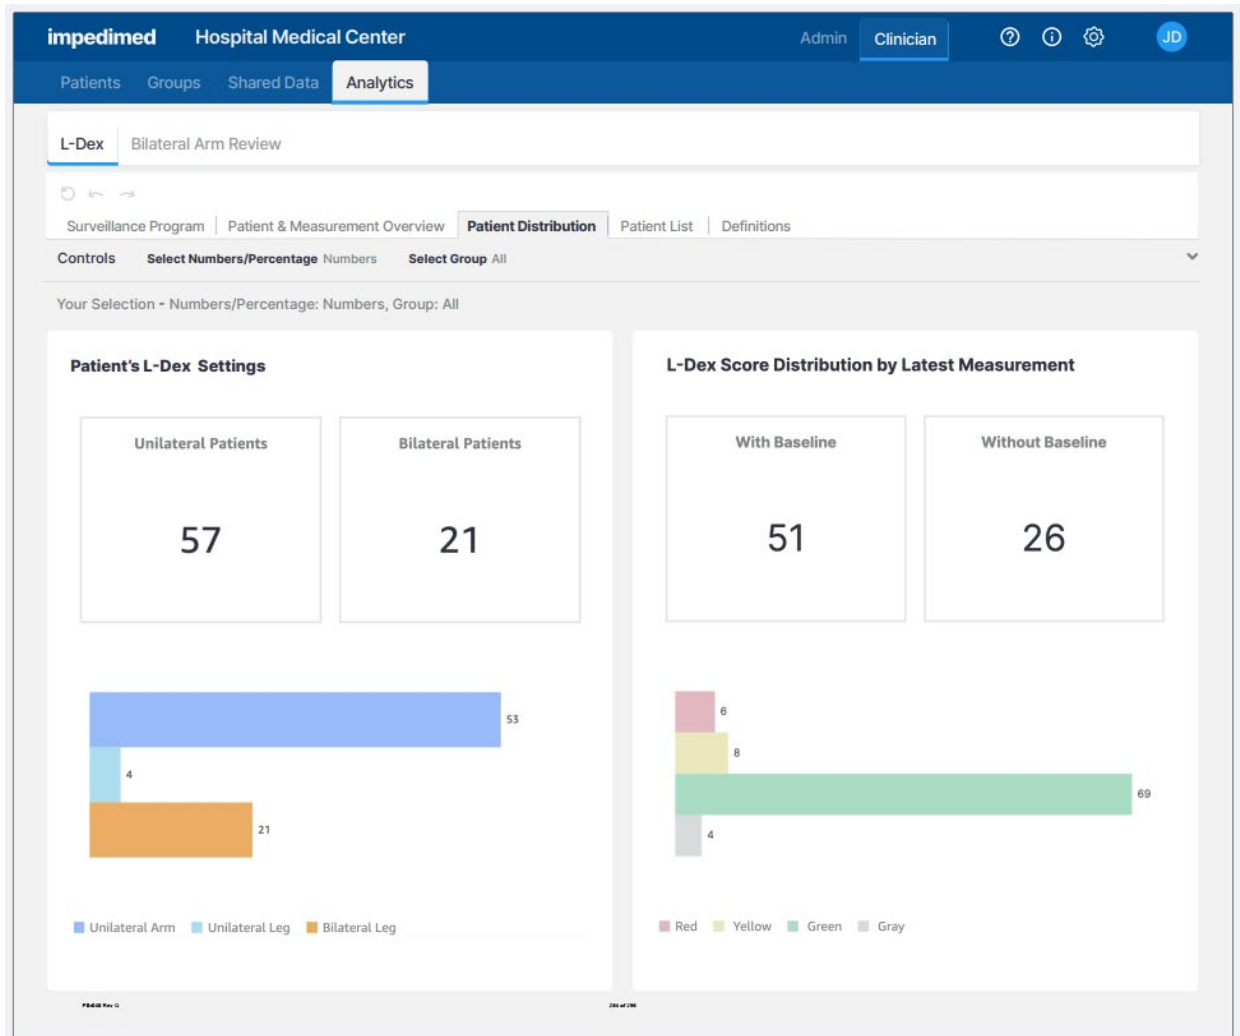 impedimed Hospital Medical Center Admin Clinician JD
Patients Groups Shared Data Analytics
L-Dex Bilateral Arm Review
Surveillance Program Patient & Measurement Overview Patient Distribution Patient List Definitions
Controls Select Numbers/Percentage Numbers Select Group All
Your Selection - Numbers/Percentage: Numbers, Group: All
Patient's L-Dex Settings
Unilateral Patients Bilateral Patients
57 21
53
4
21
Unilateral Arm Unilateral Leg Bilateral Leg
L-Dex Score Distribution by Latest Measurement
With Baseline Without Baseline
51 26
6
8
69
4
Red Yellow Green Gray